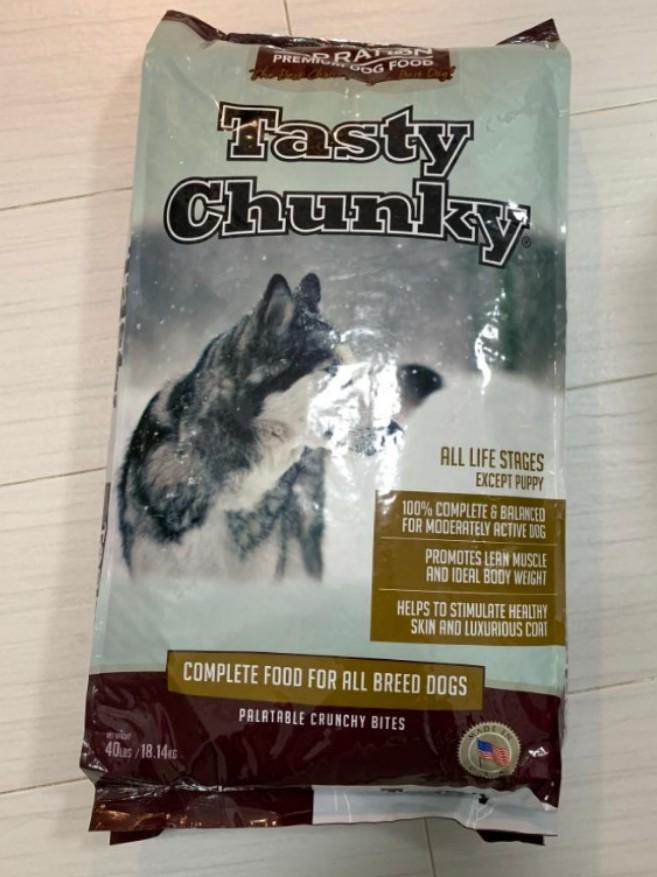 PREMIUM DOG FOOD
Tasty
Chunky®
ALL LIFE STAGES
EXCEPT PUPPY
100% COMPLETE & BALANCED
FOR MODERATELY ACTIVE DOG
PROMOTES LEAN MUSCLE
AND IDEAL BODY WEIGHT
HELPS TO STIMULATE HEALTHY
SKIN AND LUXURIOUS COAT
COMPLETE FOOD FOR ALL BREED DOGS
PALATABLE CRUNCHY BITES
NET WEIGHT
40LBS / 18.14KG
MADE IN